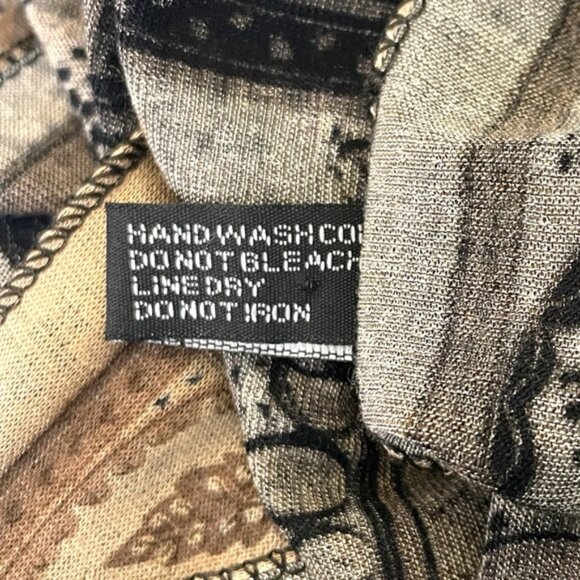 HAND WASH CO
DO NOT BLEACH
LINE DRY
DO NOT IRON